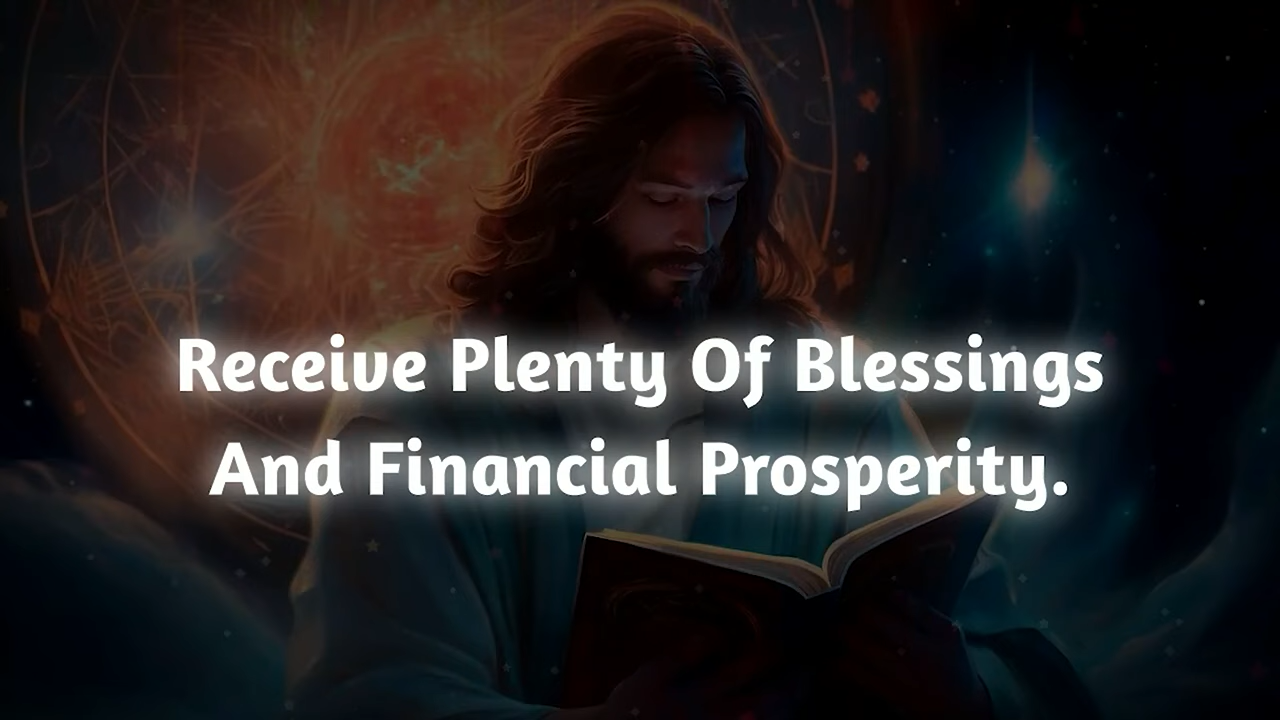 Receive Plenty Of Blessings
And Financial Prosperity.